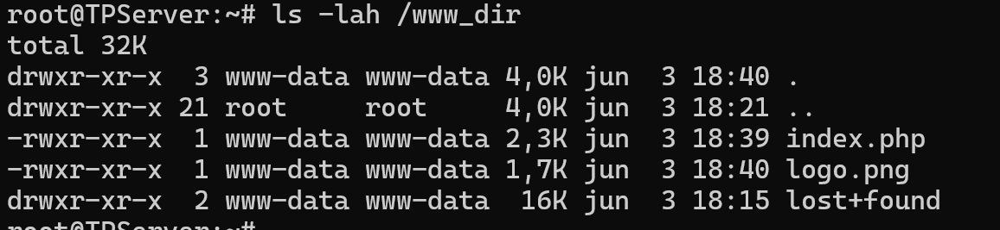 root@TPServer:~# ls -lah /www_dir
total 32K
drwxr-xr-x  3 www-data www-data 4,0K jun  3 18:40 .
drwxr-xr-x 21 root     root     4,0K jun  3 18:21 ..
-rwxr-xr-x  1 www-data www-data 2,3K jun  3 18:39 index.php
-rwxr-xr-x  1 www-data www-data 1,7K jun  3 18:40 logo.png
drwxr-xr-x  2 www-data www-data  16K jun  3 18:15 lost+found
root@TPServer:~#